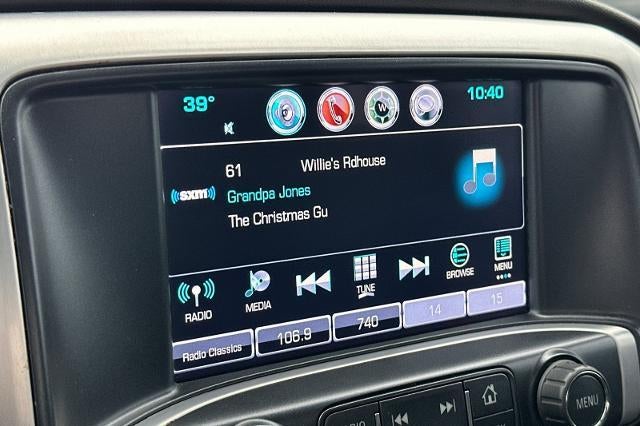 39°
10:40
W
61 Willie's Rdhouse
((sxm))
Grandpa Jones
The Christmas Gu
RADIO
MEDIA
TUNE
BROWSE
MENU
Radio Classics
106.9
740
14
15
MENU